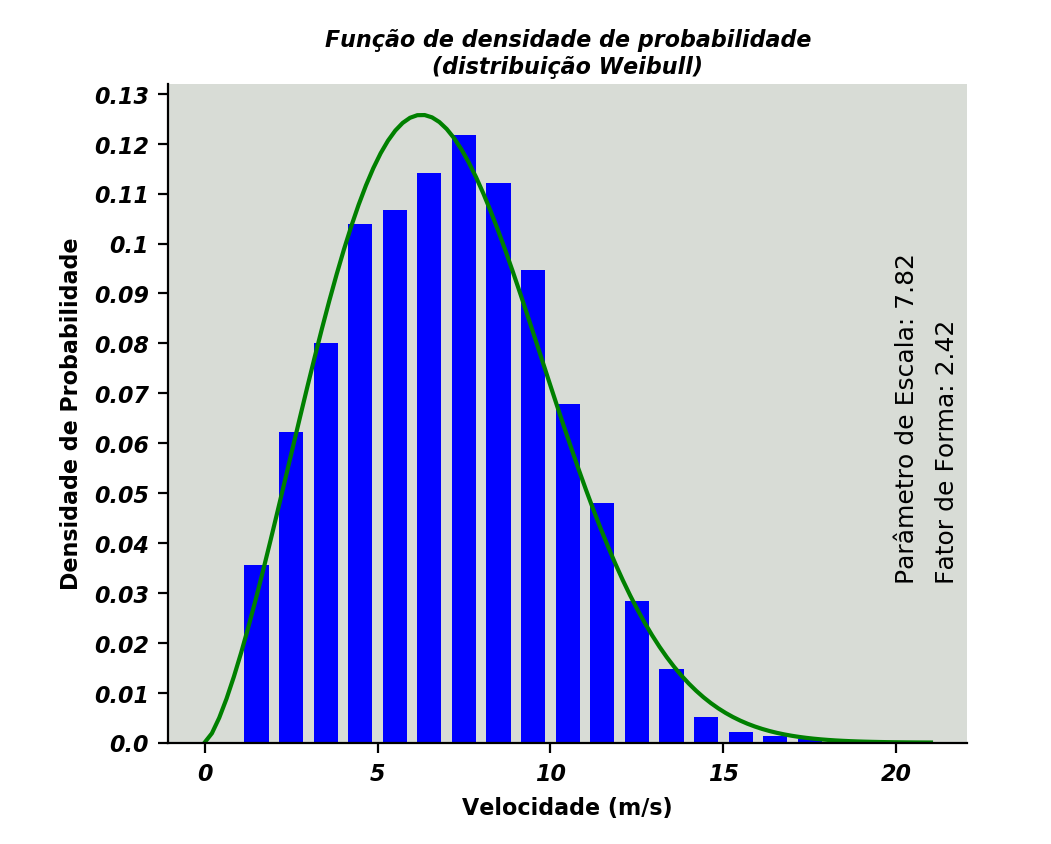 Função de densidade de probabilidade
(distribuição Weibull)
0.13
0.12
0.11
0.1
0.09
0.08
0.07
0.06
0.05
0.04
0.03
0.02
0.01
0.0
Densidade de Probabilidade
Parâmetro de Escala: 7.82
Fator de Forma: 2.42
0 5 10 15 20
Velocidade (m/s)